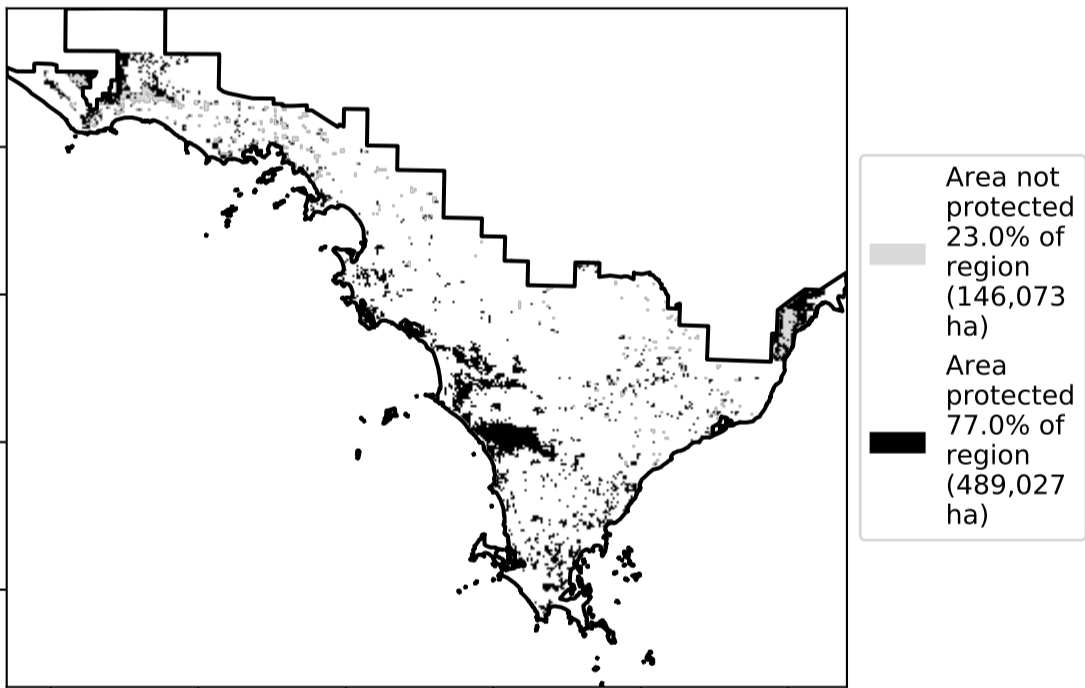 Area not
protected
23.0% of
region
(146,073
ha)
Area
protected
77.0% of
region
(489,027
ha)